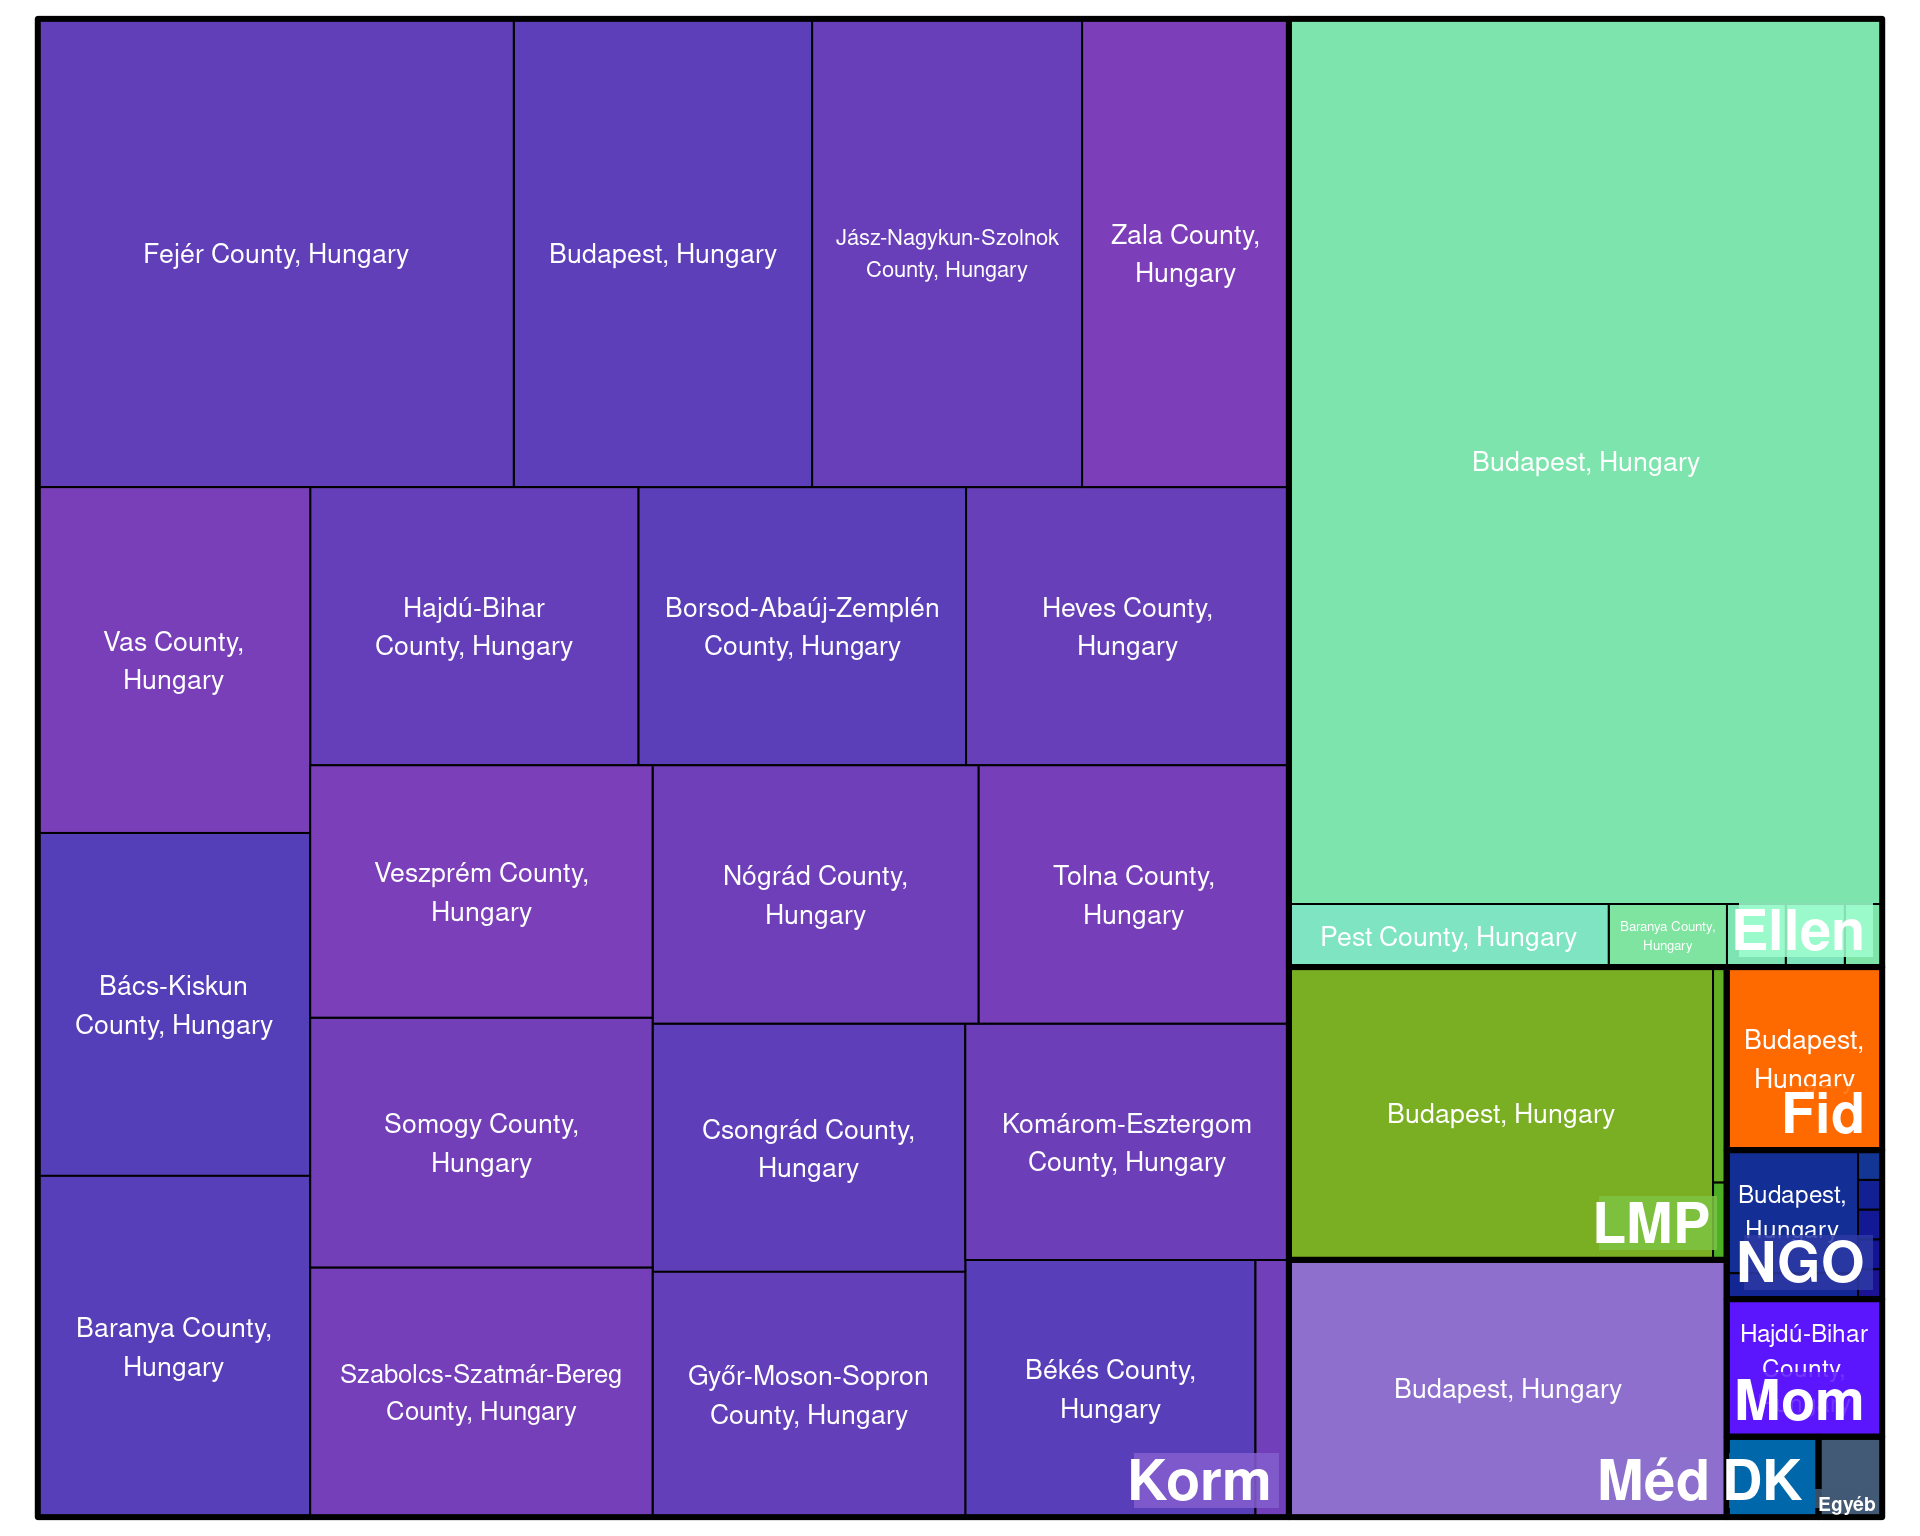 Fejér County, Hungary
Budapest, Hungary
Jász-Nagykun-Szolnok
County, Hungary
Zala County,
Hungary
Vas County,
Hungary
Hajdú-Bihar
County, Hungary
Borsod-Abaúj-Zemplén
County, Hungary
Heves County,
Hungary
Veszprém County,
Hungary
Nógrád County,
Hungary
Tolna County,
Hungary
Bács-Kiskun
County, Hungary
Somogy County,
Hungary
Csongrád County,
Hungary
Komárom-Esztergom
County, Hungary
Baranya County,
Hungary
Szabolcs-Szatmár-Bereg
County, Hungary
Győr-Moson-Sopron
County, Hungary
Békés County,
Hungary
Korm
Budapest, Hungary
Pest County, Hungary
Baranya County,
Hungary
Ellen
Budapest, Hungary
LMP
Budapest,
Hungary
Fid
Budapest,
Hungary
NGO
Hajdú-Bihar
County,
Mom
Budapest, Hungary
Méd
DK
Egyéb